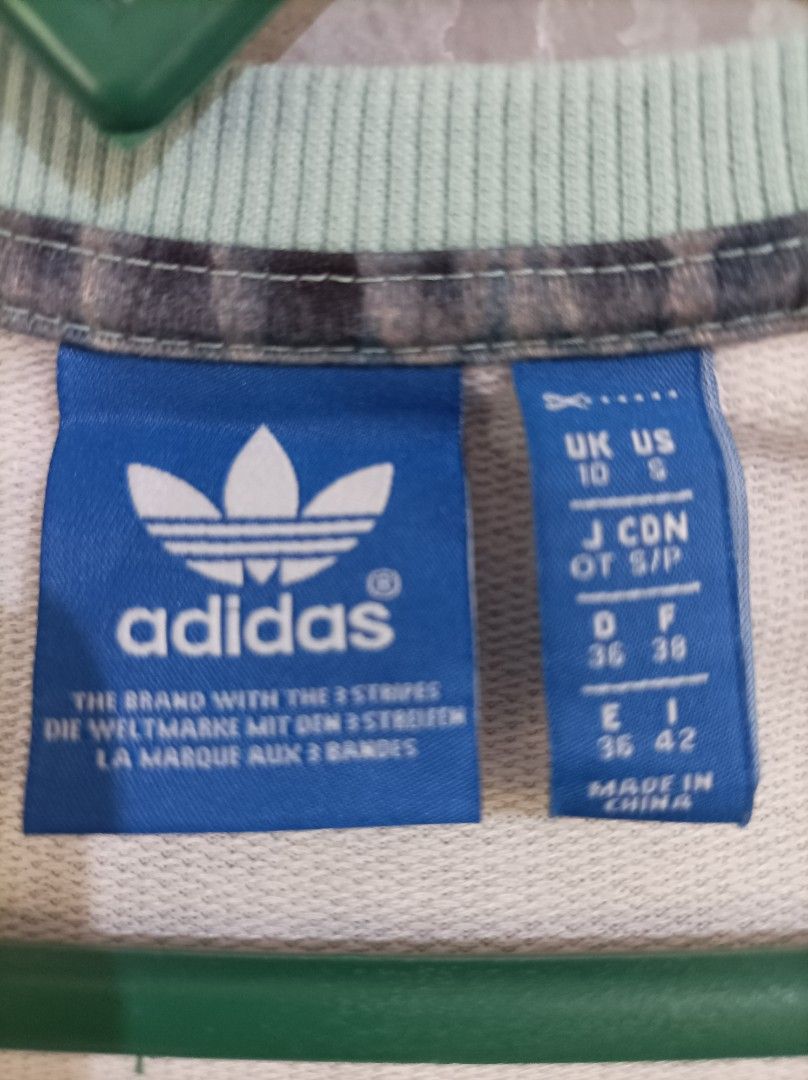 adidas®
THE BRAND WITH THE 3 STRIPES
DIE WELTMARKE MIT DEN 3 STREIFEN
LA MARQUE AUX 3 BANDES
UK US
10 S
J CDN
OT S/P
D F
36 38
E I
36 42
MADE IN
CHINA